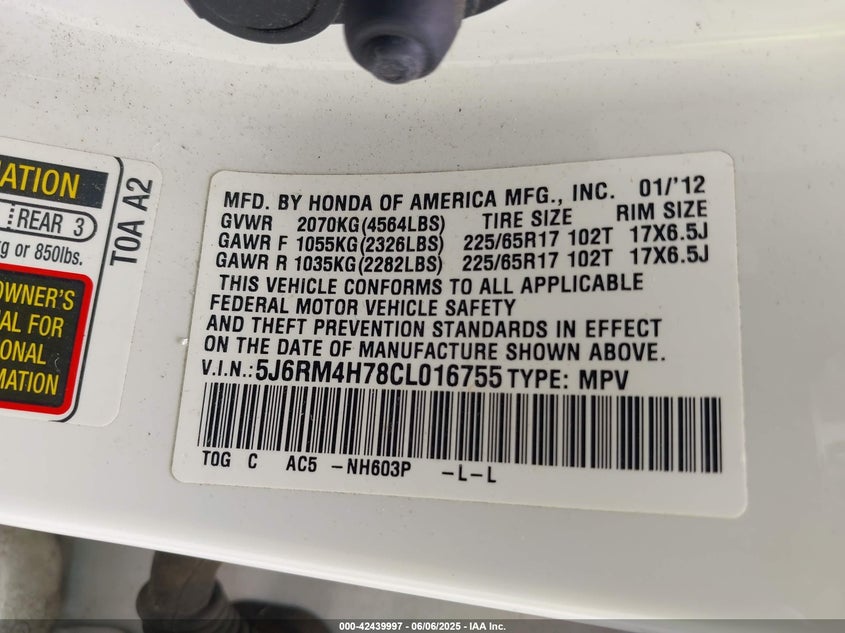 ATION
REAR 3
kg or 850lbs.
OWNER'S
AL FOR
ONAL
MATION
T0A A2
MFD. BY HONDA OF AMERICA MFG., INC. 01/'12
GVWR 2070KG(4564LBS) TIRE SIZE RIM SIZE
GAWR F 1055KG(2326LBS) 225/65R17 102T 17X6.5J
GAWR R 1035KG(2282LBS) 225/65R17 102T 17X6.5J
THIS VEHICLE CONFORMS TO ALL APPLICABLE
FEDERAL MOTOR VEHICLE SAFETY
AND THEFT PREVENTION STANDARDS IN EFFECT
ON THE DATE OF MANUFACTURE SHOWN ABOVE.
V.I.N.: 5J6RM4H78CL016755 TYPE: MPV
T0G C AC5 -NH603P -L-L
000-42439997 - 06/06/2025 - IAA Inc.